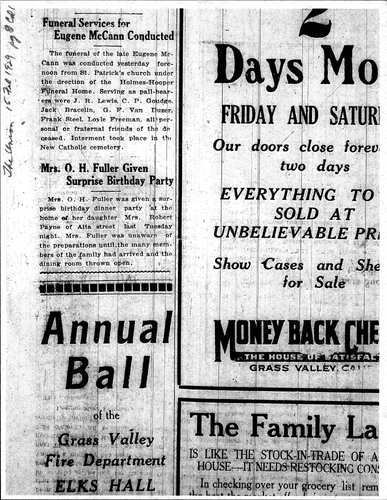 The Union 15 Feb 1929 pg 8 Col 1
Funeral Services for
Eugene McCann Conducted
The funeral of the late Eugene Mc-
Cann was conducted yesterday fore-
noon from St. Patrick's church under
the direction of the Holmes-Hooper
Funeral Home. Serving as pall-bear-
ers were J. R. Lewis, C. P. Goudge,
Jack Bracelin, G. F. Van Duzer,
Frank Steel, Loyle Freeman, all per-
sonal or fraternal friends of the de-
ceased. Interment took place in the
New Catholic cemetery.
Mrs. O. H. Fuller Given
Surprise Birthday Party
Mrs. O. H. Fuller was given a sur-
prise birthday dinner party at the
home of her daughter Mrs. Robert
Payne of Alta street last Tuesday
night. Mrs. Fuller was unaware of
the preparations until the many mem-
bers of the family had arrived and the
dining room thrown open.
Annual
Ball
of the
Grass Valley
Fire Department
ELKS HALL
2
Days Mo
FRIDAY AND SATUR
Our doors close forev
two days
EVERYTHING TO
SOLD AT
UNBELIEVABLE PRI
Show Cases and She
for Sale
MONEY BACK CHE
THE HOUSE OF SATISFAC
GRASS VALLEY,
The Family La
IS LIKE THE STOCK-IN-TRADE OF A
HOUSE—IT NEEDS RESTOCKING CONS
In checking over your grocery list rem